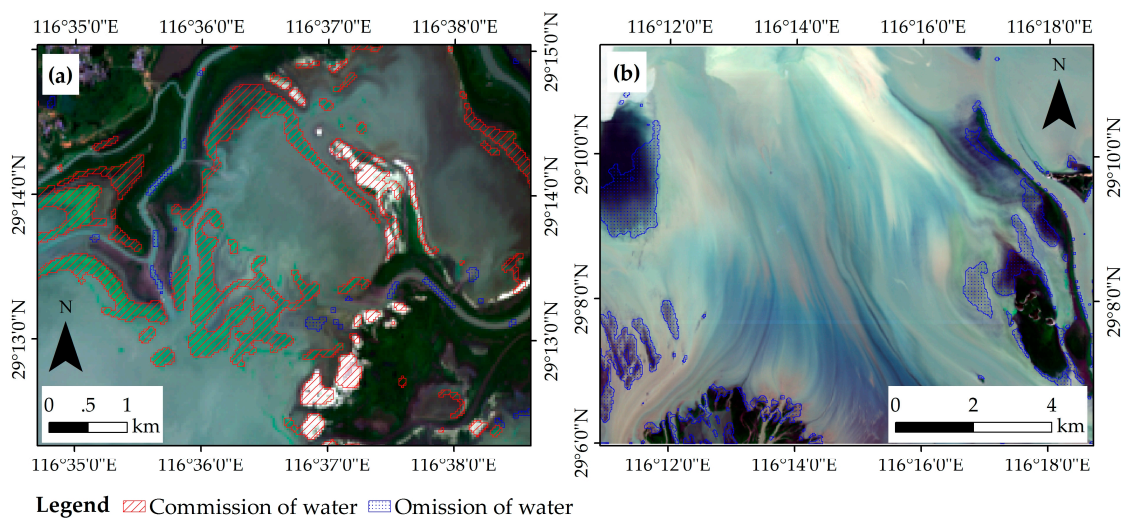 116°35'0"E 116°36'0"E 116°37'0"E 116°38'0"E
116°12'0"E 116°14'0"E 116°16'0"E 116°18'0"E
(a)
29°14'0"N
29°13'0"N
29°15'0"N
29°14'0"N
29°13'0"N
N
0 .5 1
km
116°35'0"E 116°36'0"E 116°37'0"E 116°38'0"E
(b)
29°10'0"N
29°8'0"N
29°6'0"N
N
29°10'0"N
29°8'0"N
0 2 4
km
116°12'0"E 116°14'0"E 116°16'0"E 116°18'0"E
Legend Commission of water Omission of water